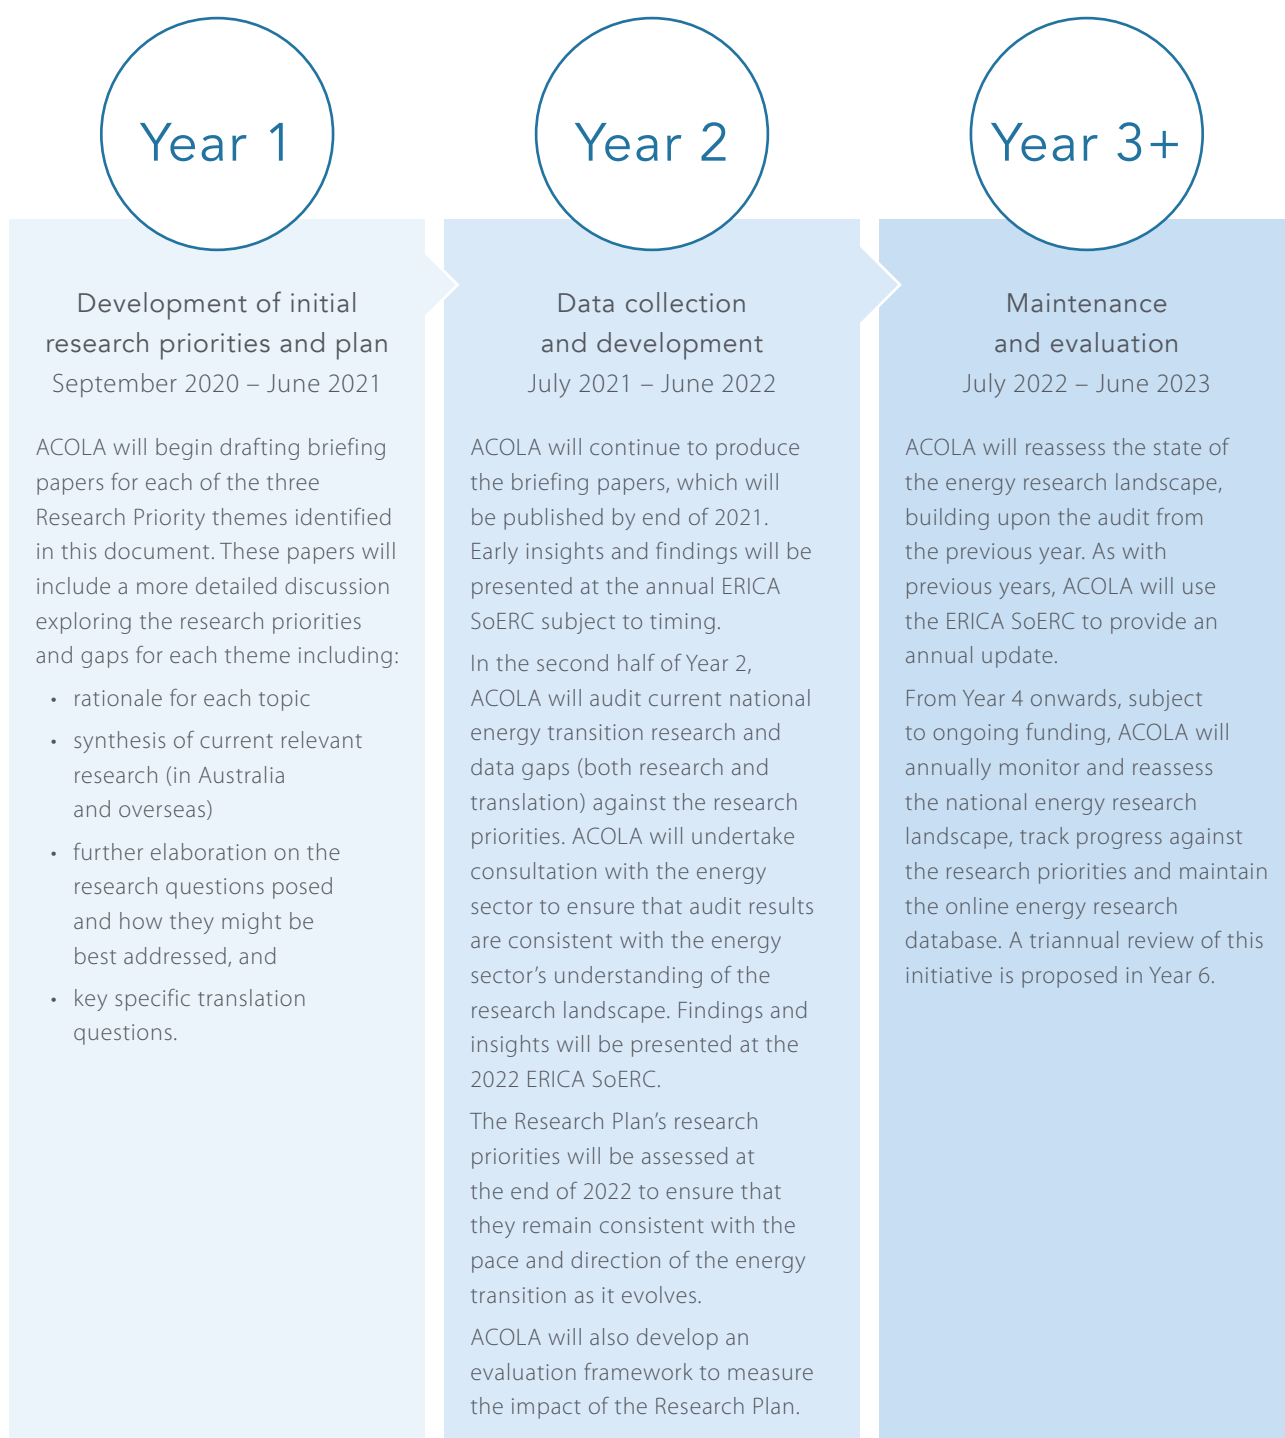 Year 1
Development of initial
research priorities and plan
September 2020 – June 2021
ACOLA will begin drafting briefing
papers for each of the three
Research Priority themes identified
in this document. These papers will
include a more detailed discussion
exploring the research priorities
and gaps for each theme including:
• rationale for each topic
• synthesis of current relevant
research (in Australia
and overseas)
• further elaboration on the
research questions posed
and how they might be
best addressed, and
• key specific translation
questions.
Year 2
Data collection
and development
July 2021 – June 2022
ACOLA will continue to produce
the briefing papers, which will
be published by end of 2021.
Early insights and findings will be
presented at the annual ERICA
SoERC subject to timing.
In the second half of Year 2,
ACOLA will audit current national
energy transition research and
data gaps (both research and
translation) against the research
priorities. ACOLA will undertake
consultation with the energy
sector to ensure that audit results
are consistent with the energy
sector's understanding of the
research landscape. Findings and
insights will be presented at the
2022 ERICA SoERC.
The Research Plan's research
priorities will be assessed at
the end of 2022 to ensure that
they remain consistent with the
pace and direction of the energy
transition as it evolves.
ACOLA will also develop an
evaluation framework to measure
the impact of the Research Plan.
Year 3+
Maintenance
and evaluation
July 2022 – June 2023
ACOLA will reassess the state of
the energy research landscape,
building upon the audit from
the previous year. As with
previous years, ACOLA will use
the ERICA SoERC to provide an
annual update.
From Year 4 onwards, subject
to ongoing funding, ACOLA will
annually monitor and reassess
the national energy research
landscape, track progress against
the research priorities and maintain
the online energy research
database. A triannual review of this
initiative is proposed in Year 6.